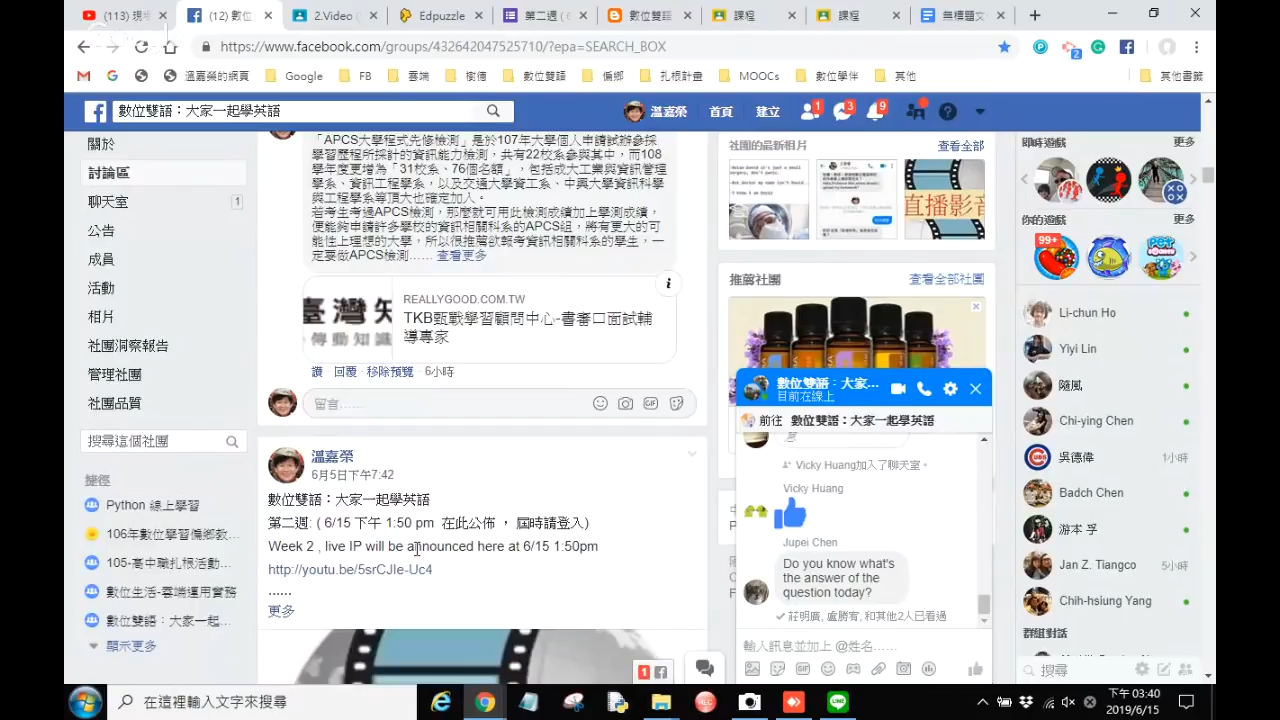 (113) 現場
(12) 數位
2.Video (
Edpuzzle
第二週 ( 6
數位雙語
課程
課程
無標題文
https://www.facebook.com/groups/432642047525710/?epa=SEARCH_BOX
2
溫嘉榮的網頁
Google
FB
雲端
樹德
數位雙語
偏鄉
扎根計畫
MOOCs
數位學伴
其他
其他書籤
數位雙語：大家一起學英語
溫嘉榮
首頁
建立
1
3
9
關於
討論區
聊天室
1
公告
成員
活動
相片
社團洞察報告
管理社團
社團品質
搜尋這個社團
捷徑
Python 線上學習
106年數位學習偏鄉教...
105-高中職扎根活動...
數位生活-雲端運用實務
數位雙語：大家一起...
顯示更多
「APCS大學程式先修檢測」是於107年大學個人申請試辦參採
學習歷程所採計的資訊能力檢測，共有22校系參與其中，而108
學年度更增為「31校系、76個名額」，包括成大工業與資訊管理
學系、資訊工程學系，以及交通大學資工系、中興大學資訊科學
與工程學系等頂大也確定加入。
若考生考過APCS檢測，那麼就可用此檢測成績加上學測成績，
便能夠申請許多學校的資訊相關科系的APCS組，將有更大的可
能性上理想的大學，所以很推薦欲報考資訊相關科系的學生，一
定要做APCS檢測...... 查看更多
臺灣知
傳動知識
REALLYGOOD.COM.TW
TKB甄戰學習顧問中心-書審口面試輔
導專家
讚 · 回覆 · 移除預覽 · 6小時
留言......
溫嘉榮
6月5日下午7:42
數位雙語：大家一起學英語
第二週: ( 6/15 下午 1:50 pm 在此公佈 ， 屆時請登入)
Week 2 , live IP will be announced here at 6/15 1:50pm
http://youtu.be/5srCJIe-Uc4
......
更多
社團的最新相片
查看全部
直播影音
推薦社團
查看全部社團
數位雙語：大家...
目前在線上
前往 數位雙語：大家一起學英語
Vicky Huang加入了聊天室。
Vicky Huang
Jupei Chen
Do you know what's
the answer of the
question today?
莊明廣，盧勝宥, 和其他2人已看過
輸入訊息並加上 @姓名......
1
即時遊戲
更多
你的遊戲
更多
99+
Li-chun Ho
Yiyi Lin
隨風
Chi-ying Chen
吳德偉
1小時
Badch Chen
游本 孚
Jan Z. Tiangco
5小時
Chih-hsiung Yang
群組對話
搜尋
在這裡輸入文字來搜尋
下午 03:40
2019/6/15